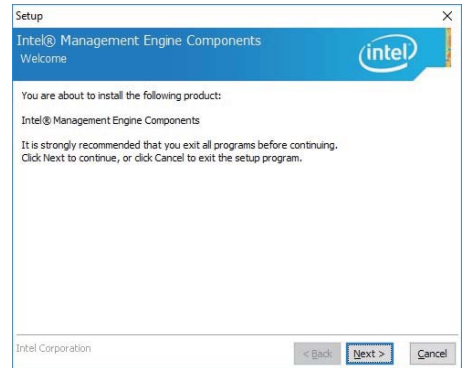 Setup
Intel® Management Engine Components
Welcome
intel
You are about to install the following product:
Intel® Management Engine Components
It is strongly recommended that you exit all programs before continuing.
Click Next to continue, or click Cancel to exit the setup program.
Intel Corporation
< Back
Next >
Cancel